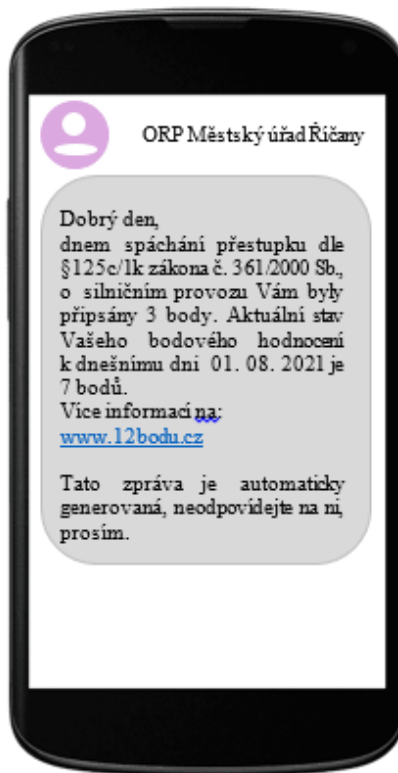 ORP Městský úřad Říčany
Dobrý den,
dnem spáchání přestupku dle
§125c/1k zákona č. 361/2000 Sb.,
o silničním provozu Vám byly
připsány 3 body. Aktuální stav
Vašeho bodového hodnocení
k dnešnímu dni 01. 08. 2021 je
7 bodů.
Více informací na:
www.12bodu.cz
Tato zpráva je automaticky
generovaná, neodpovídejte na ni,
prosím.